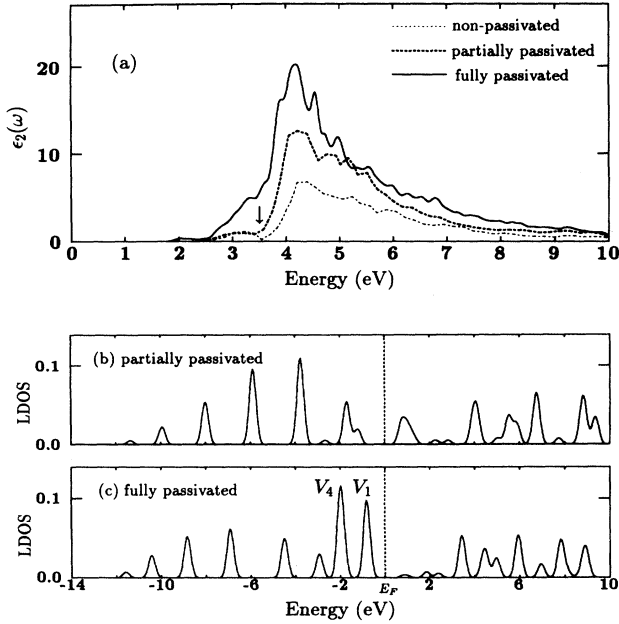 non-passivated
partially passivated
fully passivated
(a)
20
10
0
ϵ₂(ω)
0 1 2 3 4 5 6 7 8 9 10
Energy (eV)
(b) partially passivated
0.1
0.0
LDOS
(c) fully passivated
V₄ V₁
0.1
0.0
LDOS
-14 -10 -6 -2 E_F 2 6 10
Energy (eV)